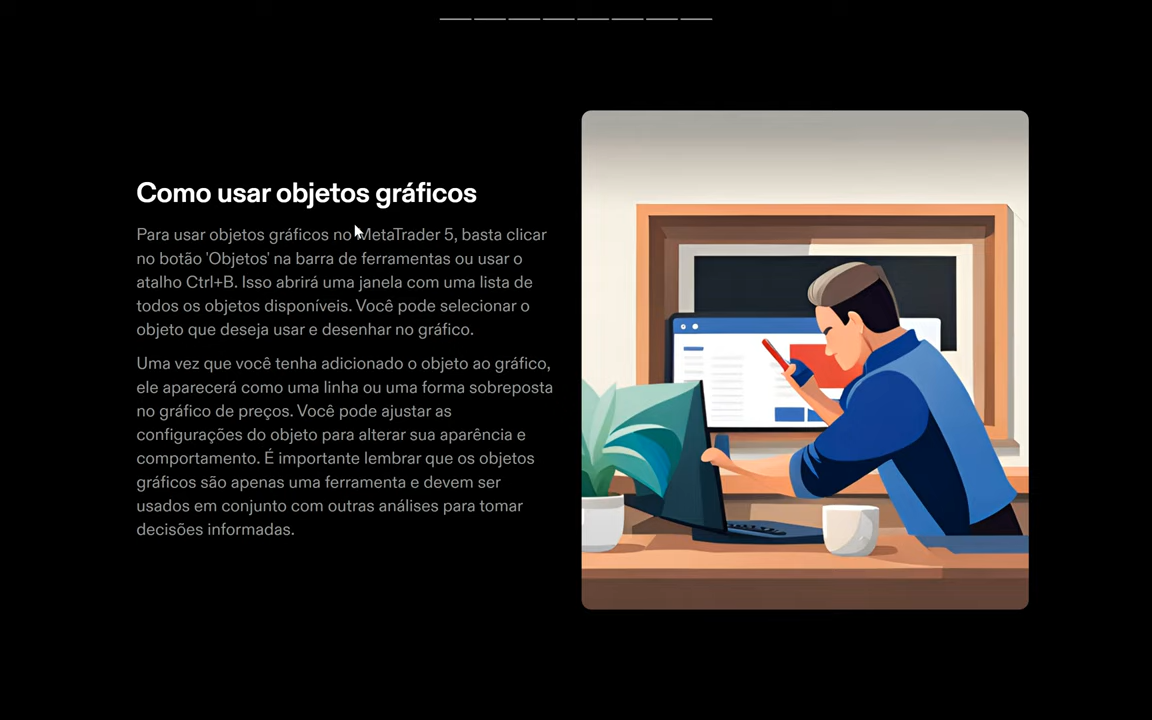 Como usar objetos gráficos
Para usar objetos gráficos no MetaTrader 5, basta clicar
no botão 'Objetos' na barra de ferramentas ou usar o
atalho Ctrl+B. Isso abrirá uma janela com uma lista de
todos os objetos disponíveis. Você pode selecionar o
objeto que deseja usar e desenhar no gráfico.
Uma vez que você tenha adicionado o objeto ao gráfico,
ele aparecerá como uma linha ou uma forma sobreposta
no gráfico de preços. Você pode ajustar as
configurações do objeto para alterar sua aparência e
comportamento. É importante lembrar que os objetos
gráficos são apenas uma ferramenta e devem ser
usados em conjunto com outras análises para tomar
decisões informadas.